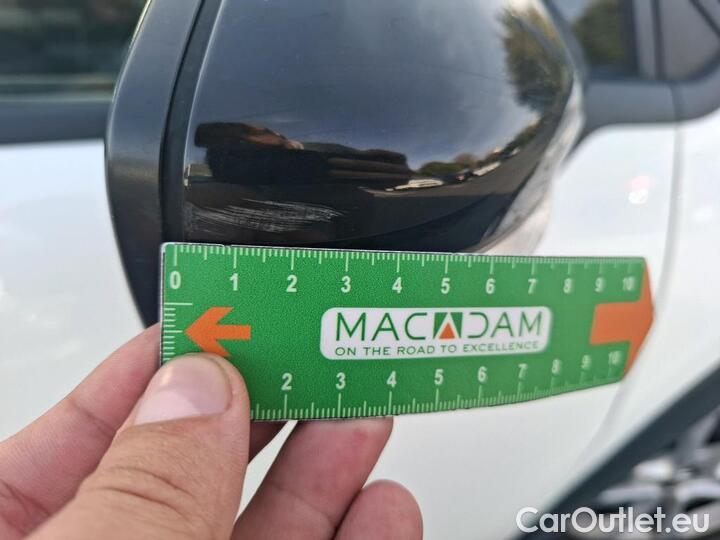 0 1 2 3 4 5 6 7 8 9 10
MACADAM
ON THE ROAD TO EXCELLENCE
2 3 4 5 6 7 8 9 10
CarOutlet.eu